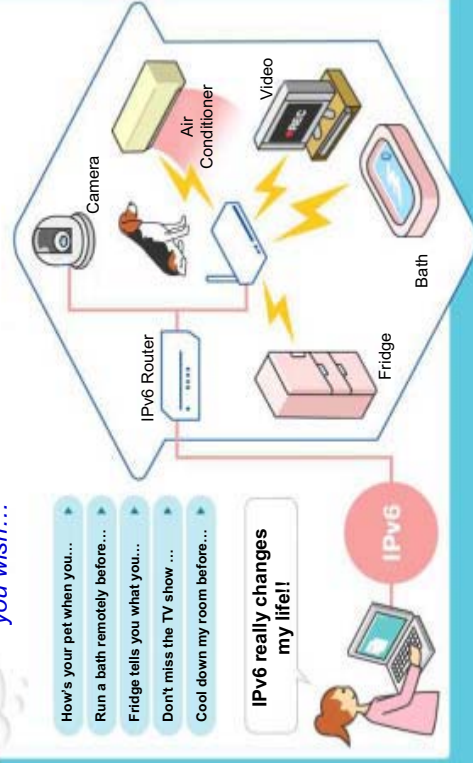 you wish…
How's your pet when you…
Run a bath remotely before…
Fridge tells you what you…
Don't miss the TV show …
Cool down my room before…
IPv6 really changes
my life!!
IPv6
IPv6 Router
Camera
Air
Conditioner
Video
REC
Bath
Fridge